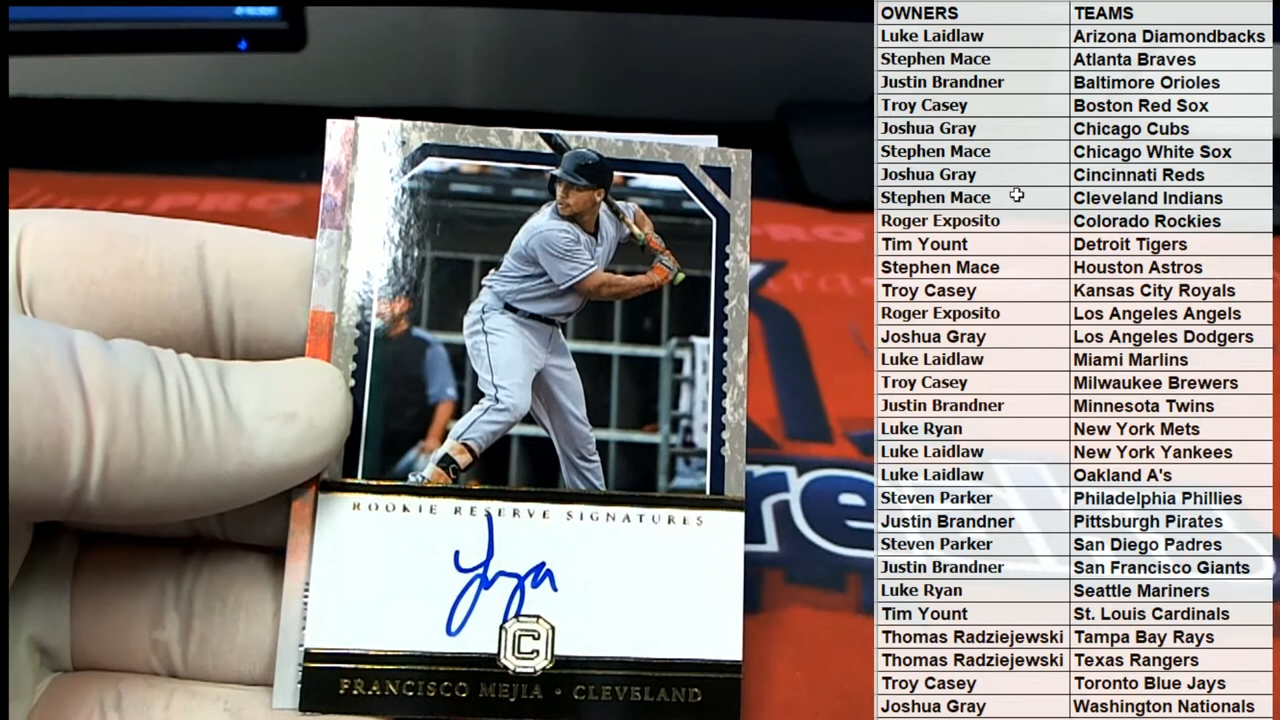 ROOKIE RESERVE SIGNATURES
C
FRANCISCO MEJIA • CLEVELAND
PRO
re
OWNERS TEAMS
Luke Laidlaw Arizona Diamondbacks
Stephen Mace Atlanta Braves
Justin Brandner Baltimore Orioles
Troy Casey Boston Red Sox
Joshua Gray Chicago Cubs
Stephen Mace Chicago White Sox
Joshua Gray Cincinnati Reds
Stephen Mace Cleveland Indians
Roger Exposito Colorado Rockies
Tim Yount Detroit Tigers
Stephen Mace Houston Astros
Troy Casey Kansas City Royals
Roger Exposito Los Angeles Angels
Joshua Gray Los Angeles Dodgers
Luke Laidlaw Miami Marlins
Troy Casey Milwaukee Brewers
Justin Brandner Minnesota Twins
Luke Ryan New York Mets
Luke Laidlaw New York Yankees
Luke Laidlaw Oakland A's
Steven Parker Philadelphia Phillies
Justin Brandner Pittsburgh Pirates
Steven Parker San Diego Padres
Justin Brandner San Francisco Giants
Luke Ryan Seattle Mariners
Tim Yount St. Louis Cardinals
Thomas Radziejewski Tampa Bay Rays
Thomas Radziejewski Texas Rangers
Troy Casey Toronto Blue Jays
Joshua Gray Washington Nationals